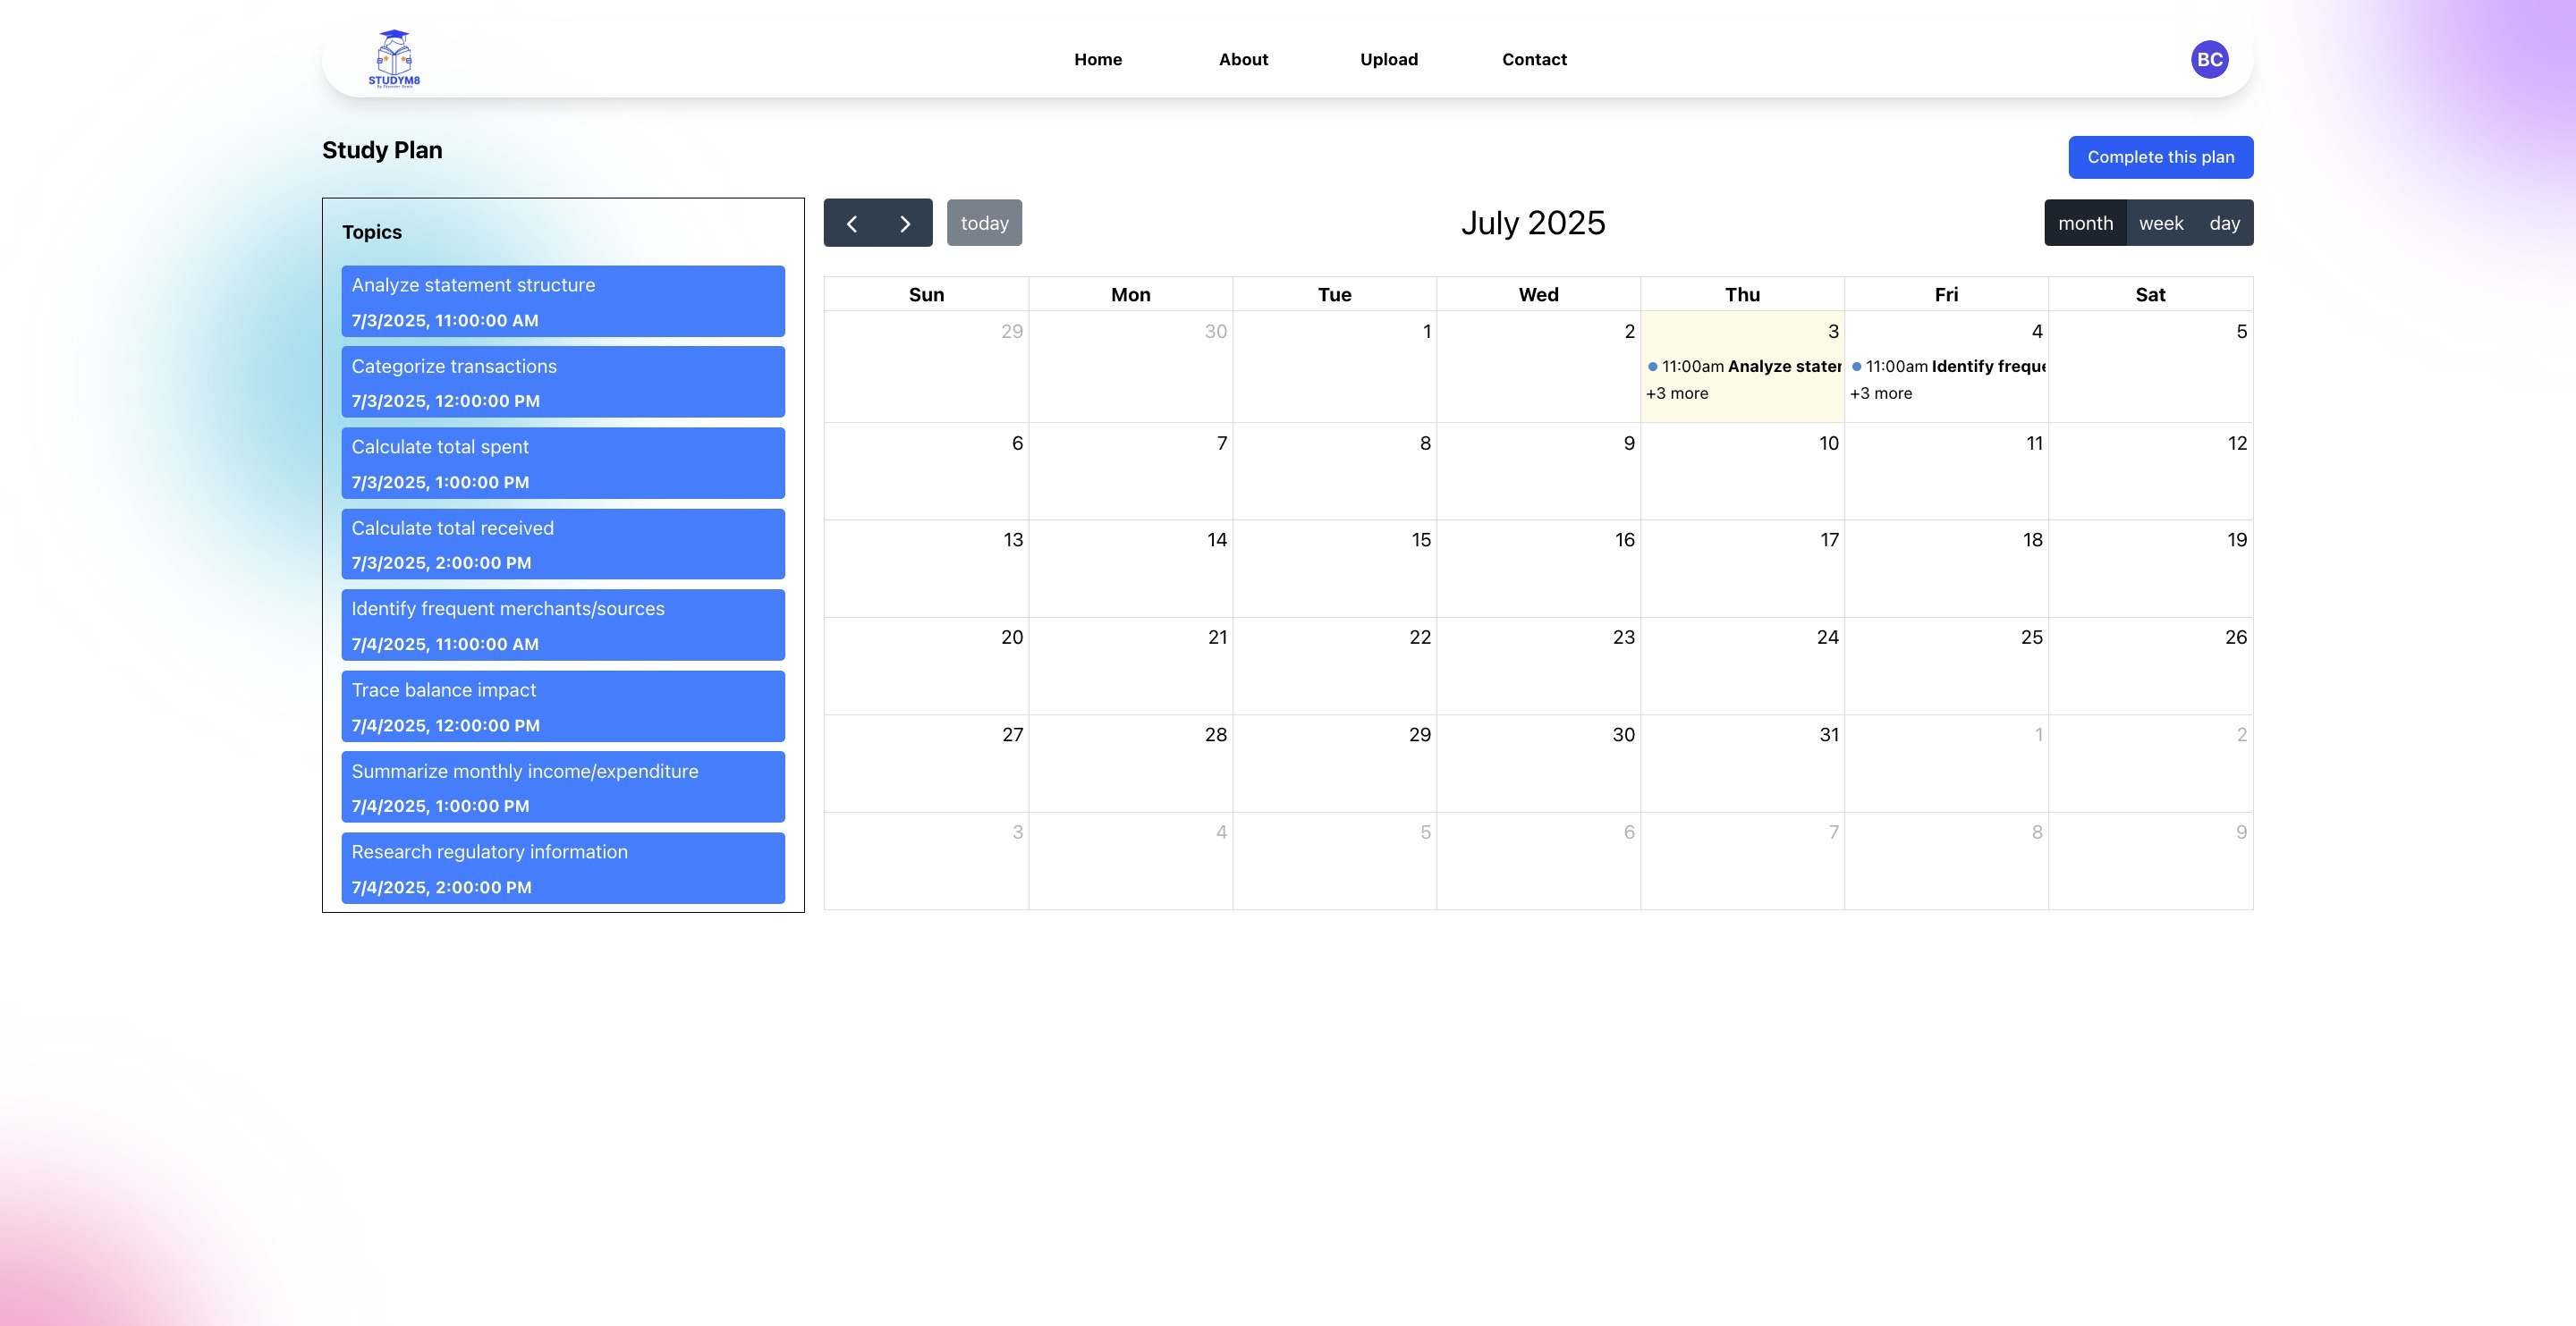 STUDYM8
Home
About
Upload
Contact
BC
Study Plan
Complete this plan
Topics
Analyze statement structure
7/3/2025, 11:00:00 AM
Categorize transactions
7/3/2025, 12:00:00 PM
Calculate total spent
7/3/2025, 1:00:00 PM
Calculate total received
7/3/2025, 2:00:00 PM
Identify frequent merchants/sources
7/4/2025, 11:00:00 AM
Trace balance impact
7/4/2025, 12:00:00 PM
Summarize monthly income/expenditure
7/4/2025, 1:00:00 PM
Research regulatory information
7/4/2025, 2:00:00 PM
today
July 2025
month week day
Sun Mon Tue Wed Thu Fri Sat
29 30 1 2 3 4 5
11:00am Analyze stater
+3 more
11:00am Identify freque
+3 more
6 7 8 9 10 11 12
13 14 15 16 17 18 19
20 21 22 23 24 25 26
27 28 29 30 31 1 2
3 4 5 6 7 8 9